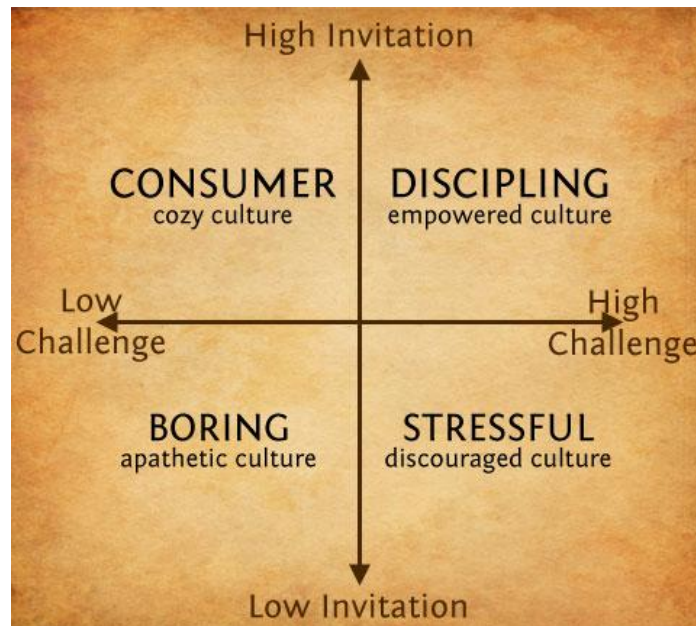 High Invitation
CONSUMER
cozy culture
DISCIPLING
empowered culture
Low
Challenge
High
Challenge
BORING
apathetic culture
STRESSFUL
discouraged culture
Low Invitation